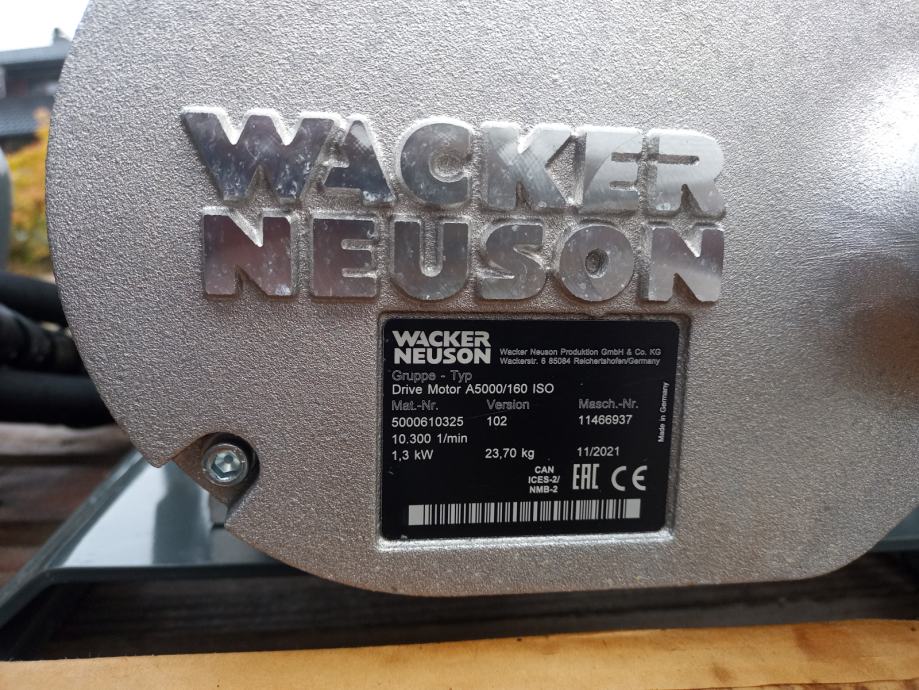 WACKER
NEUSON
WACKER
NEUSON
Wacker Neuson Produktion GmbH & Co. KG
Wackerstr. 6 85084 Reichertshofen/Germany
Gruppe - Typ
Drive Motor A5000/160 ISO
Mat.-Nr. Version Masch.-Nr.
5000610325 102 11466937
10.300 1/min
1,3 kW 23,70 kg 11/2021
Made in Germany
CAN
ICES-2/
NMB-2
EAC CE